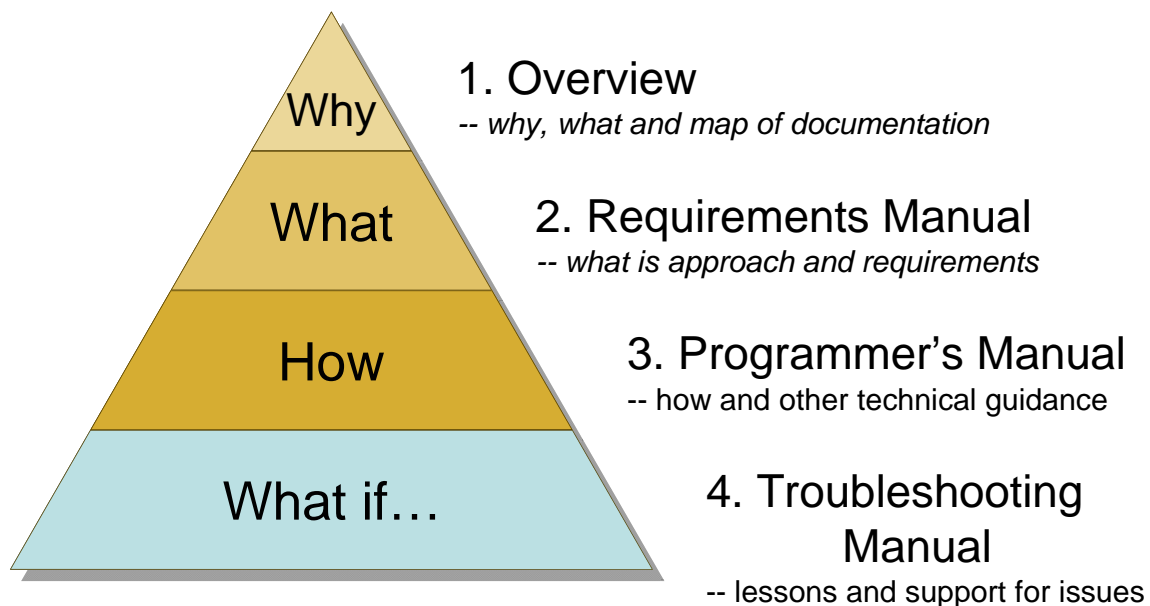 Why
1. Overview
-- why, what and map of documentation
What
2. Requirements Manual
-- what is approach and requirements
How
3. Programmer’s Manual
-- how and other technical guidance
What if…
4. Troubleshooting
Manual
-- lessons and support for issues